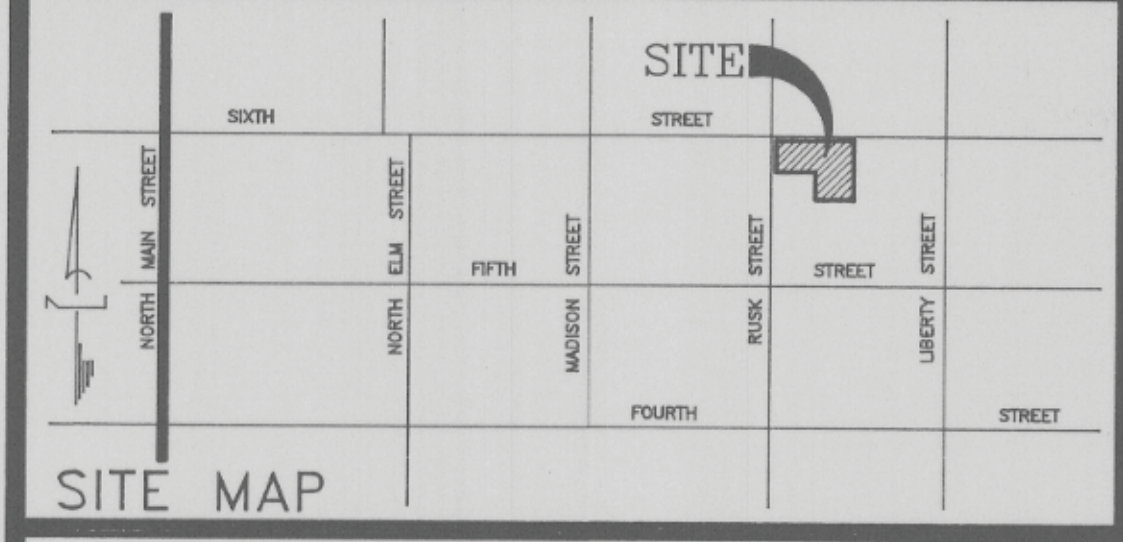 SITE
SIXTH STREET
NORTH MAIN STREET
NORTH ELM STREET
MADISON STREET
RUSK STREET
LIBERTY STREET
FIFTH STREET
FOURTH STREET
SITE MAP